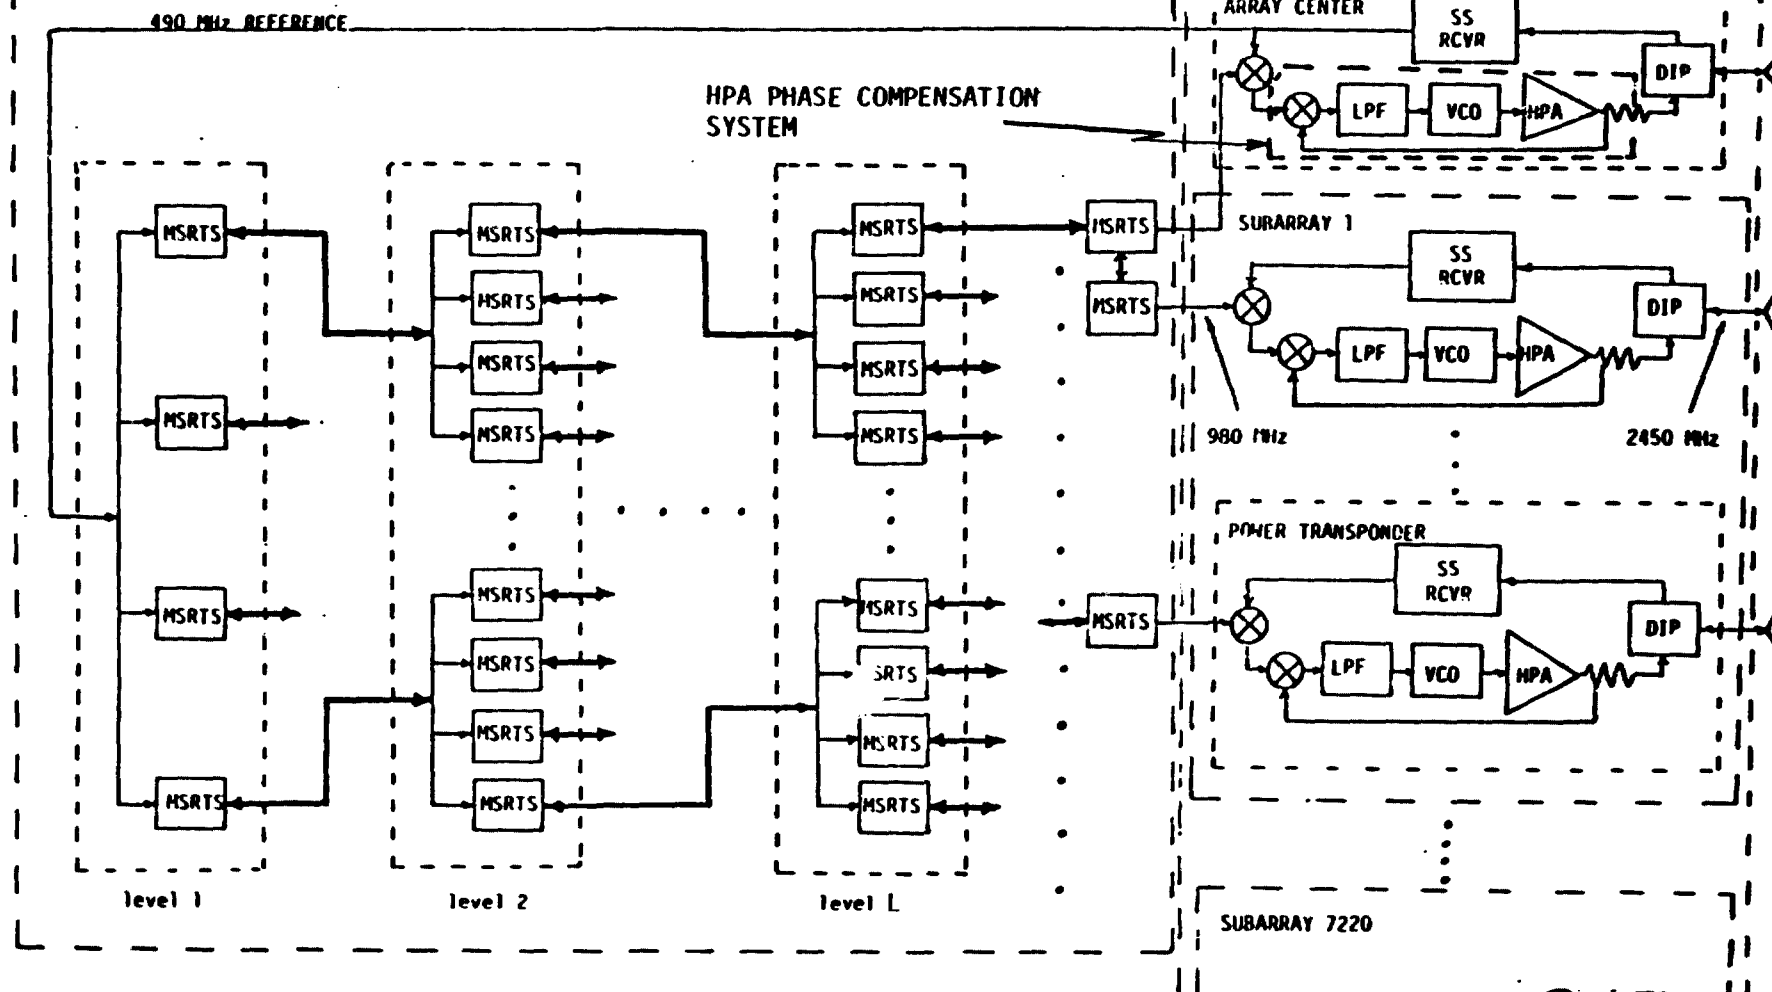 490 MHz REFERENCE
ARRAY CENTER
SS
RCVR
DIP
LPF
VCO
HPA
HPA PHASE COMPENSATION
SYSTEM
MSRTS
MSRTS
MSRTS
MSRTS
level 1
MSRTS
MSRTS
MSRTS
MSRTS
MSRTS
MSRTS
MSRTS
MSRTS
level 2
MSRTS
MSRTS
MSRTS
MSRTS
MSRTS
SRTS
MSRTS
MSRTS
level L
MSRTS
MSRTS
MSRTS
SUBARRAY 1
SS
RCVR
DIP
LPF
VCO
HPA
980 MHz
2450 MHz
POWER TRANSPONDER
SS
RCVR
DIP
LPF
VCO
HPA
SUBARRAY 7220